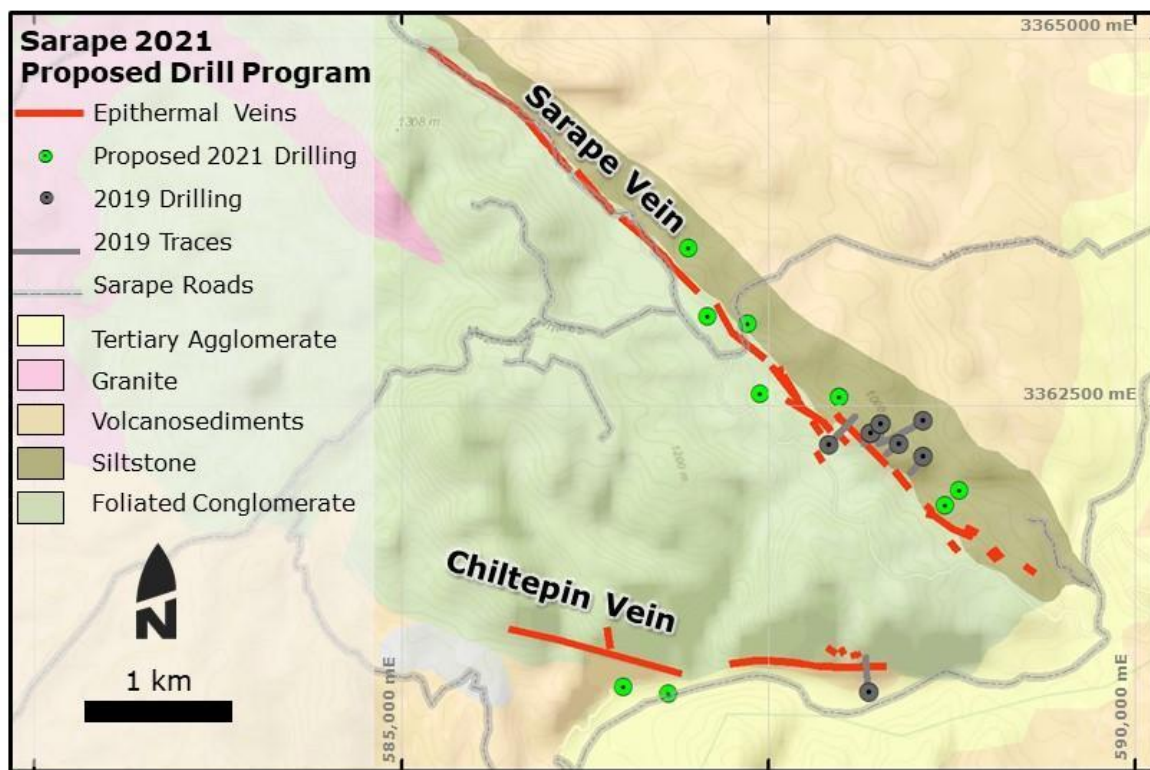 Sarape 2021
Proposed Drill Program
Epithermal Veins
Proposed 2021 Drilling
2019 Drilling
2019 Traces
Sarape Roads
Tertiary Agglomerate
Granite
Volcanosediments
Siltstone
Foliated Conglomerate
N
1 km
3365000 mE
1308 m
Sarape Vein
3362500 mE
1200 m
Chiltepin Vein
585,000 mE
590,000 mE